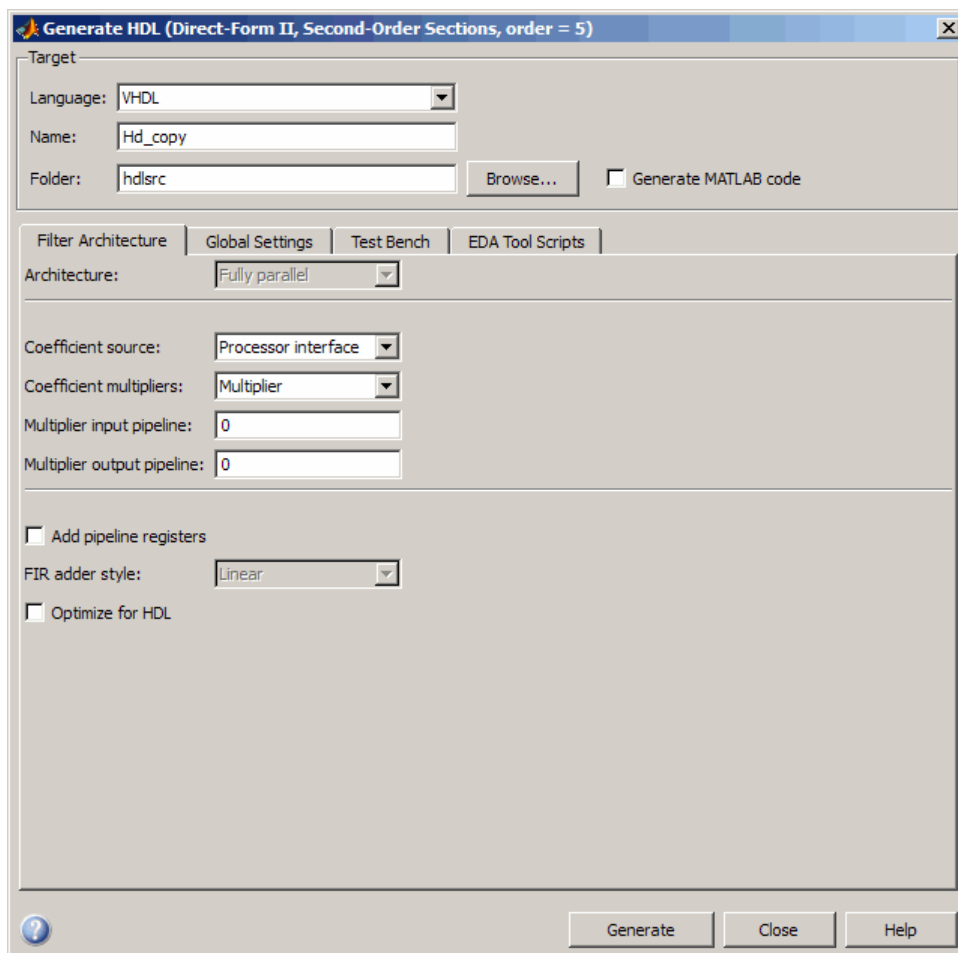 Generate HDL (Direct-Form II, Second-Order Sections, order = 5)
Target
Language: VHDL
Name: Hd_copy
Folder: hdlsrc Browse... Generate MATLAB code
Filter Architecture Global Settings Test Bench EDA Tool Scripts
Architecture: Fully parallel
Coefficient source: Processor interface
Coefficient multipliers: Multiplier
Multiplier input pipeline: 0
Multiplier output pipeline: 0
Add pipeline registers
FIR adder style: Linear
Optimize for HDL
? Generate Close Help